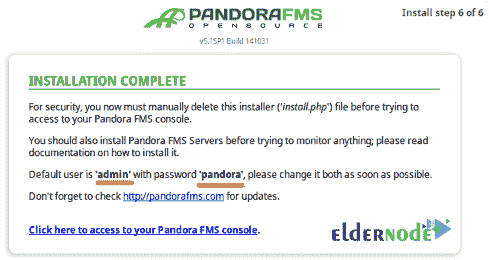 PANDORAFMS
OPENSOURCE
v5.1SP1 Build 141031
Install step 6 of 6
INSTALLATION COMPLETE
For security, you now must manually delete this installer ('install.php') file before trying to
access to your Pandora FMS console.
You should also install Pandora FMS Servers before trying to monitor anything; please read
documentation on how to install it.
Default user is 'admin' with password 'pandora', please change it both as soon as possible.
Don't forget to check http://pandorafms.com for updates.
Click here to access to your Pandora FMS console.
eldernode